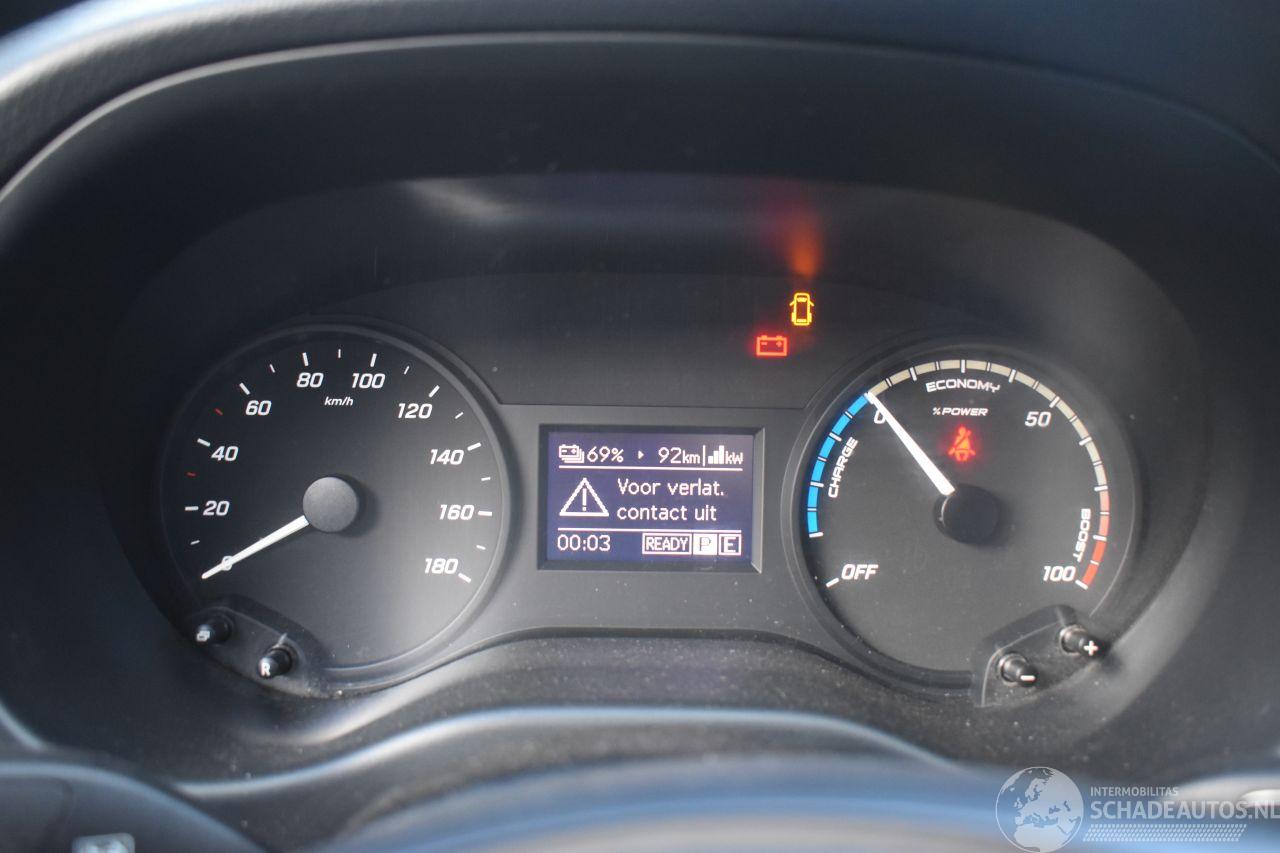 20
40
60
80
100
120
140
160
180
0
km/h
S
R
69% 92km kW
Voor verlat.
contact uit
00:03 READY P E
ECONOMY
% POWER
0
50
100
CHARGE
BOOST
OFF
-
+
INTERMOBILITAS
SCHADEAUTOS.NL